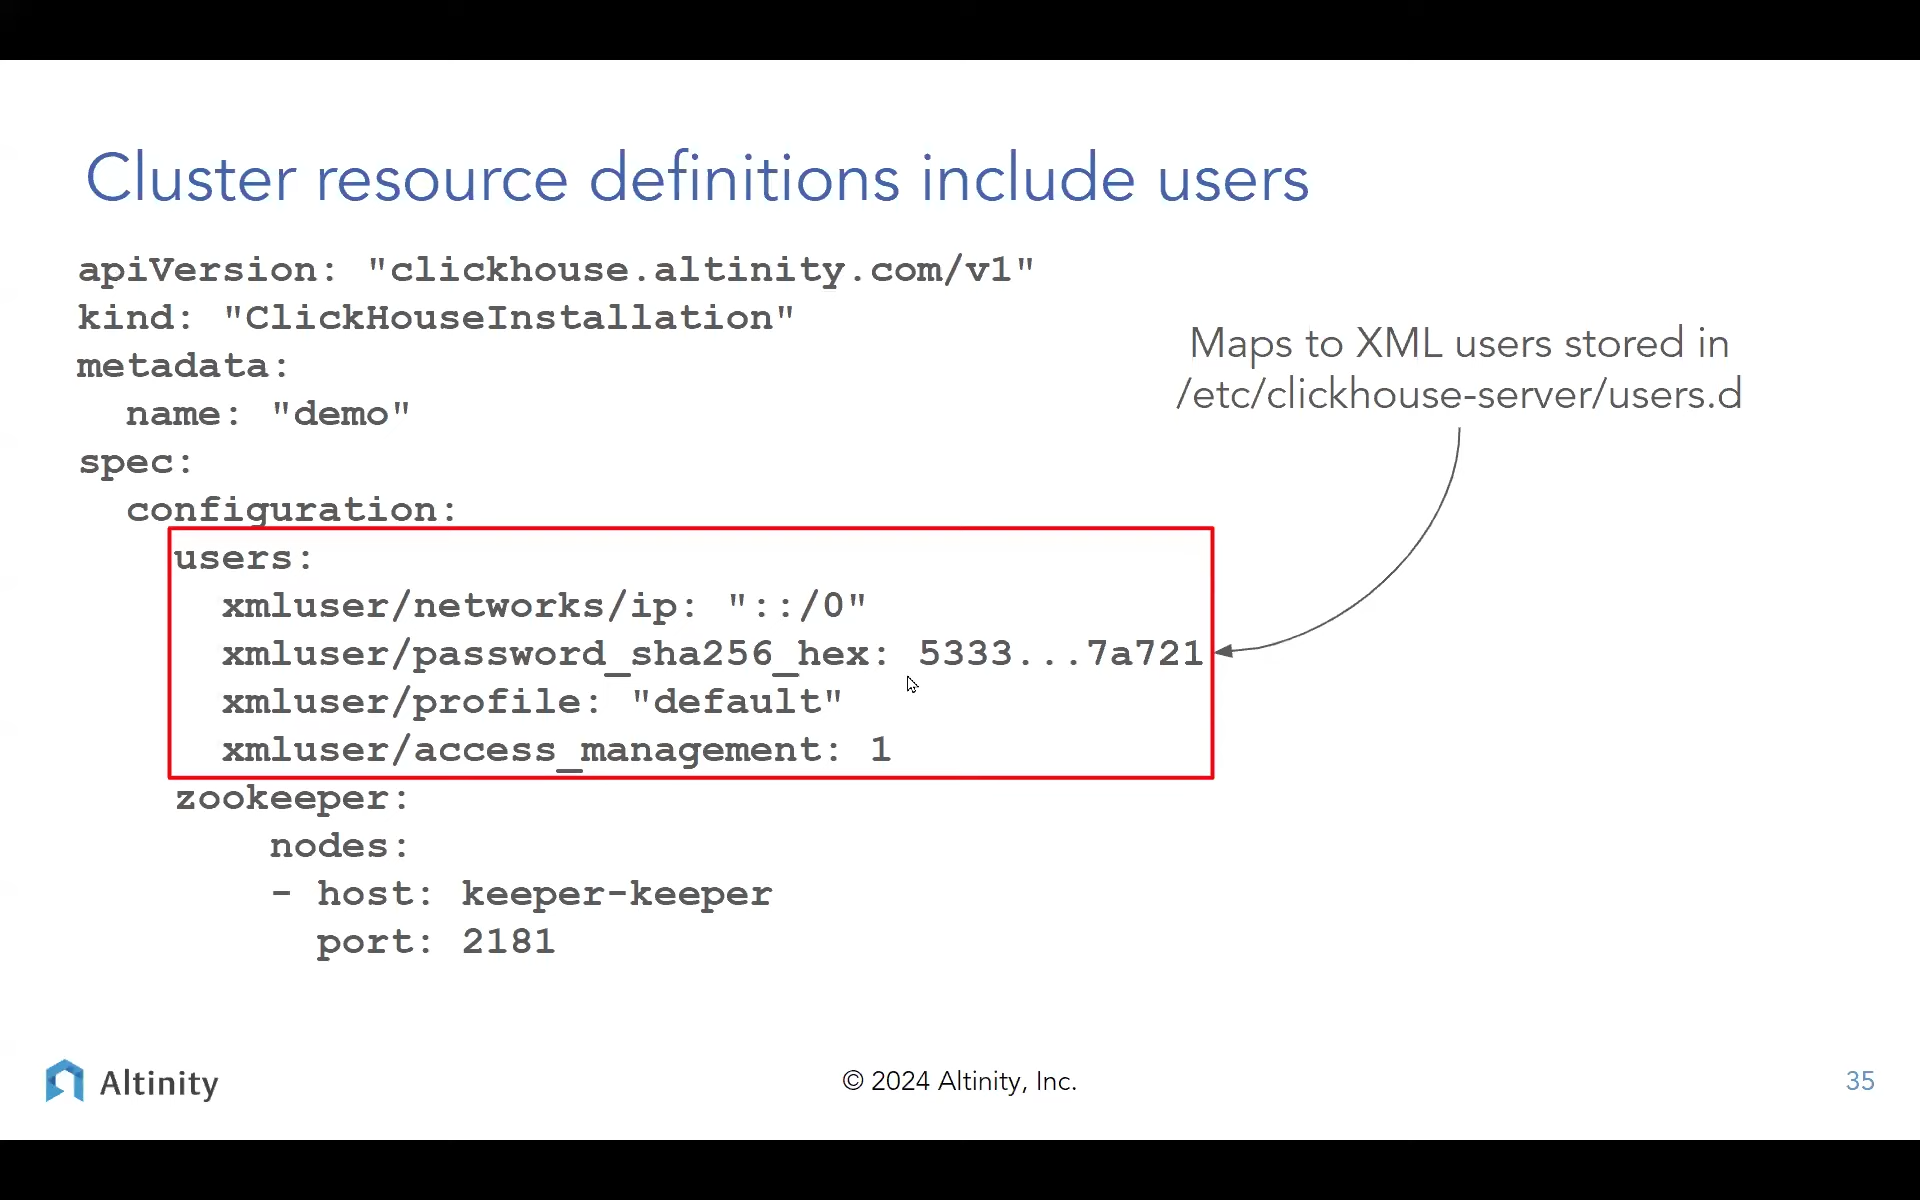 Cluster resource definitions include users
apiVersion: "clickhouse.altinity.com/v1"
kind: "ClickHouseInstallation"
metadata:
  name: "demo"
spec:
  configuration:
    users:
      xmluser/networks/ip: "::/0"
      xmluser/password_sha256_hex: 5333...7a721
      xmluser/profile: "default"
      xmluser/access_management: 1
    zookeeper:
        nodes:
        - host: keeper-keeper
          port: 2181
Maps to XML users stored in
/etc/clickhouse-server/users.d
Altinity
© 2024 Altinity, Inc.
35